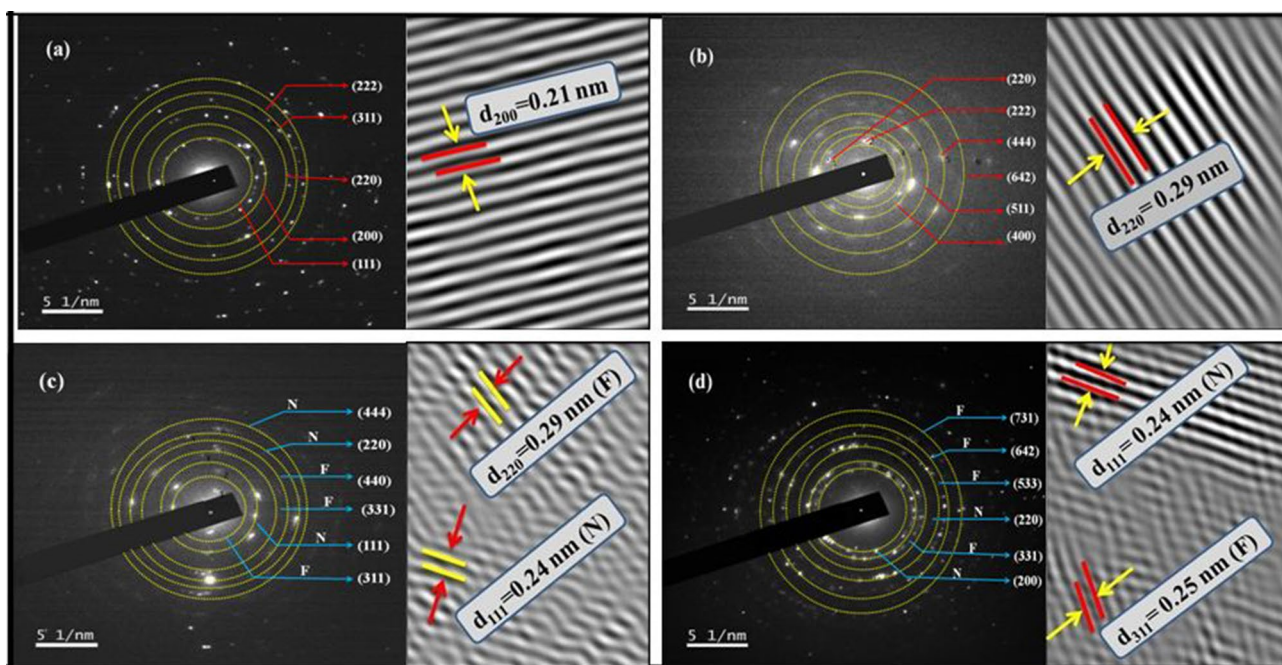 (a)
(222)
(311)
(220)
(200)
(111)
5 1/nm
d200=0.21 nm
(b)
(220)
(222)
(444)
(642)
(511)
(400)
5 1/nm
d220= 0.29 nm
(c)
N
(444)
N
(220)
F
(440)
F
(331)
N
(111)
F
(311)
5 1/nm
d220=0.29 nm (F)
d111=0.24 nm (N)
(d)
F
(731)
F
(642)
F
(533)
N
(220)
F
(331)
N
(200)
5 1/nm
d111=0.24 nm (N)
d311=0.25 nm (F)